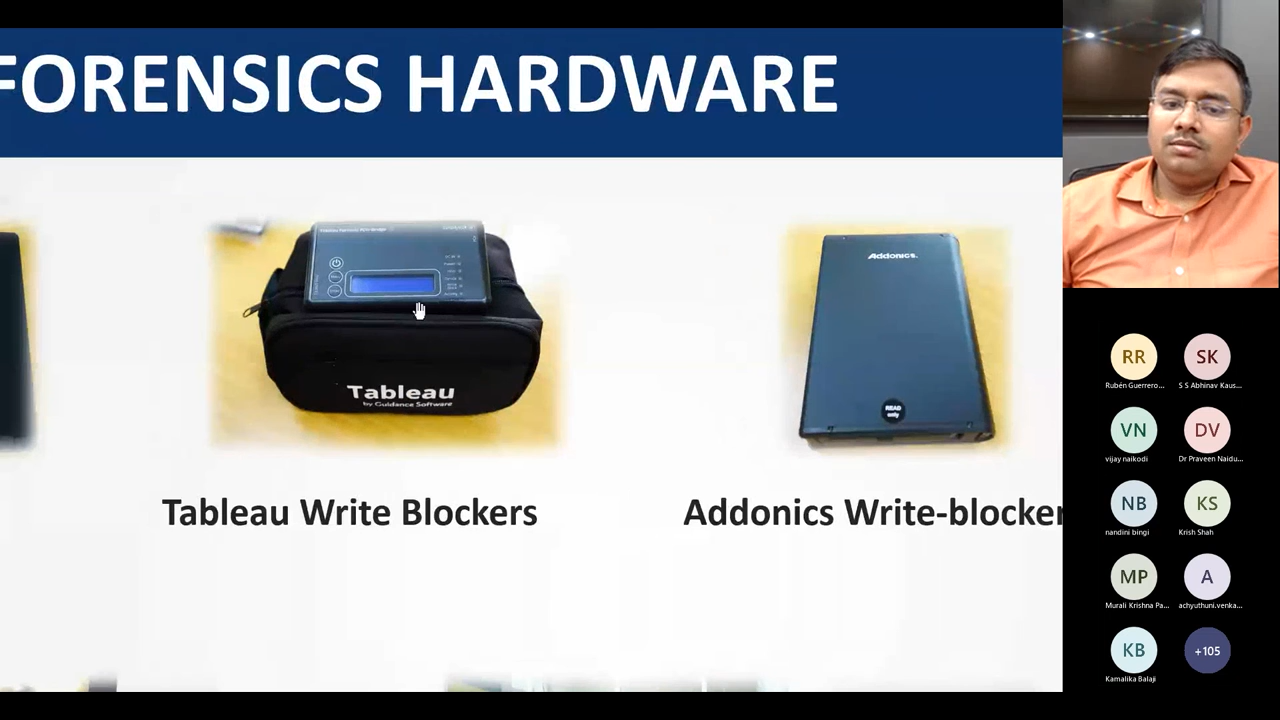 FORENSICS HARDWARE
Tableau
by Guidance Software
Addonics.
READ
only
Tableau Write Blockers
Addonics Write-blocker
RR
SK
Rubén Guerrero...
S S Abhinav Kaus...
VN
DV
vijay naikodi
Dr Praveen Naidu...
NB
KS
nandini bingi
Krish Shah
MP
A
Murali Krishna Pa...
achyuthuni.venka...
KB
+105
Kamalika Balaji